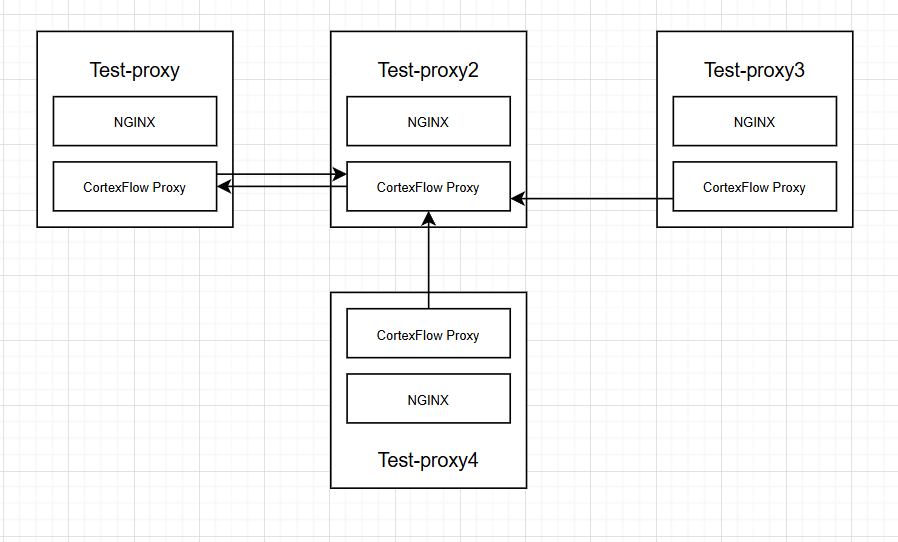 Test-proxy
NGINX
CortexFlow Proxy
Test-proxy2
NGINX
CortexFlow Proxy
Test-proxy3
NGINX
CortexFlow Proxy
CortexFlow Proxy
NGINX
Test-proxy4